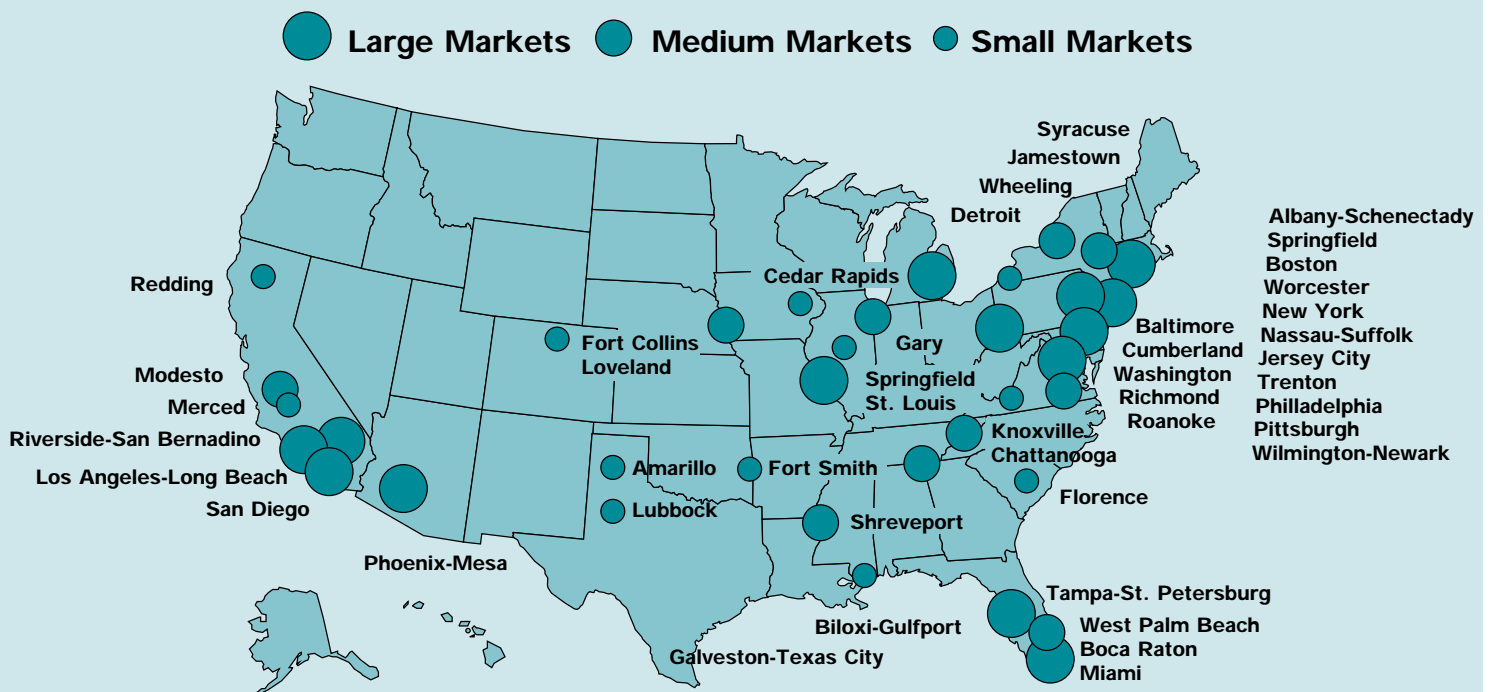 Large Markets
Medium Markets
Small Markets
Syracuse
Jamestown
Wheeling
Detroit
Albany-Schenectady
Springfield
Boston
Worcester
New York
Nassau-Suffolk
Jersey City
Trenton
Philladelphia
Pittsburgh
Wilmington-Newark
Redding
Cedar Rapids
Fort Collins
Loveland
Gary
Baltimore
Cumberland
Washington
Richmond
Roanoke
Modesto
Merced
Springfield
St. Louis
Riverside-San Bernadino
Los Angeles-Long Beach
San Diego
Phoenix-Mesa
Knoxville
Chattanooga
Amarillo
Fort Smith
Lubbock
Florence
Shreveport
Biloxi-Gulfport
Galveston-Texas City
Tampa-St. Petersburg
West Palm Beach
Boca Raton
Miami